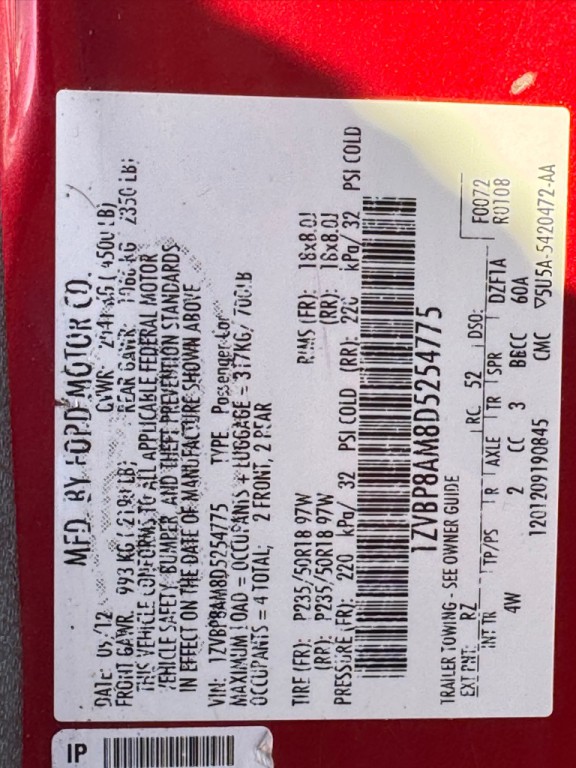 MFD. BY FORD MOTOR CO.
DATE: 09/12 GVWR: KG ( 4500 LB)
FRONT GAWR: 993 KG ( 2190 LB) REAR GAWR: 1066 KG 2350 LB)
THIS VEHICLE CONFORMS TO ALL APPLICABLE FEDERAL MOTOR
VEHICLE SAFETY, BUMPER, AND THEFT PREVENTION STANDARDS
IN EFFECT ON THE DATE OF MANUFACTURE SHOWN ABOVE
VIN: 1ZVBP8AM8D5254775 TYPE: Passenger Car
MAXIMUM LOAD = OCCUPANTS + LUGGAGE = 317KG/ 700LB
OCCUPANTS = 4 TOTAL; 2 FRONT, 2 REAR
TIRE (FR): P235/50R18 97W RIMS (FR): 18x8.0J
(RR): P235/50R18 97W (RR): 18x8.0J
PRESSURE (FR): 220 kPa/ 32 PSI COLD (RR): 220 kPa/ 32 PSI COLD
1ZVBP8AM8D5254775
TRAILER TOWING - SEE OWNER GUIDE
EXT PNT: RZ RC: 52 DSO: F0072
INT TR TP/PS R AXLE TR SPR DZF1A R0108
4W 2 CC 3 BBCC 60A
1201209190845 CMC ▽5U5A-5420472-AA
IP